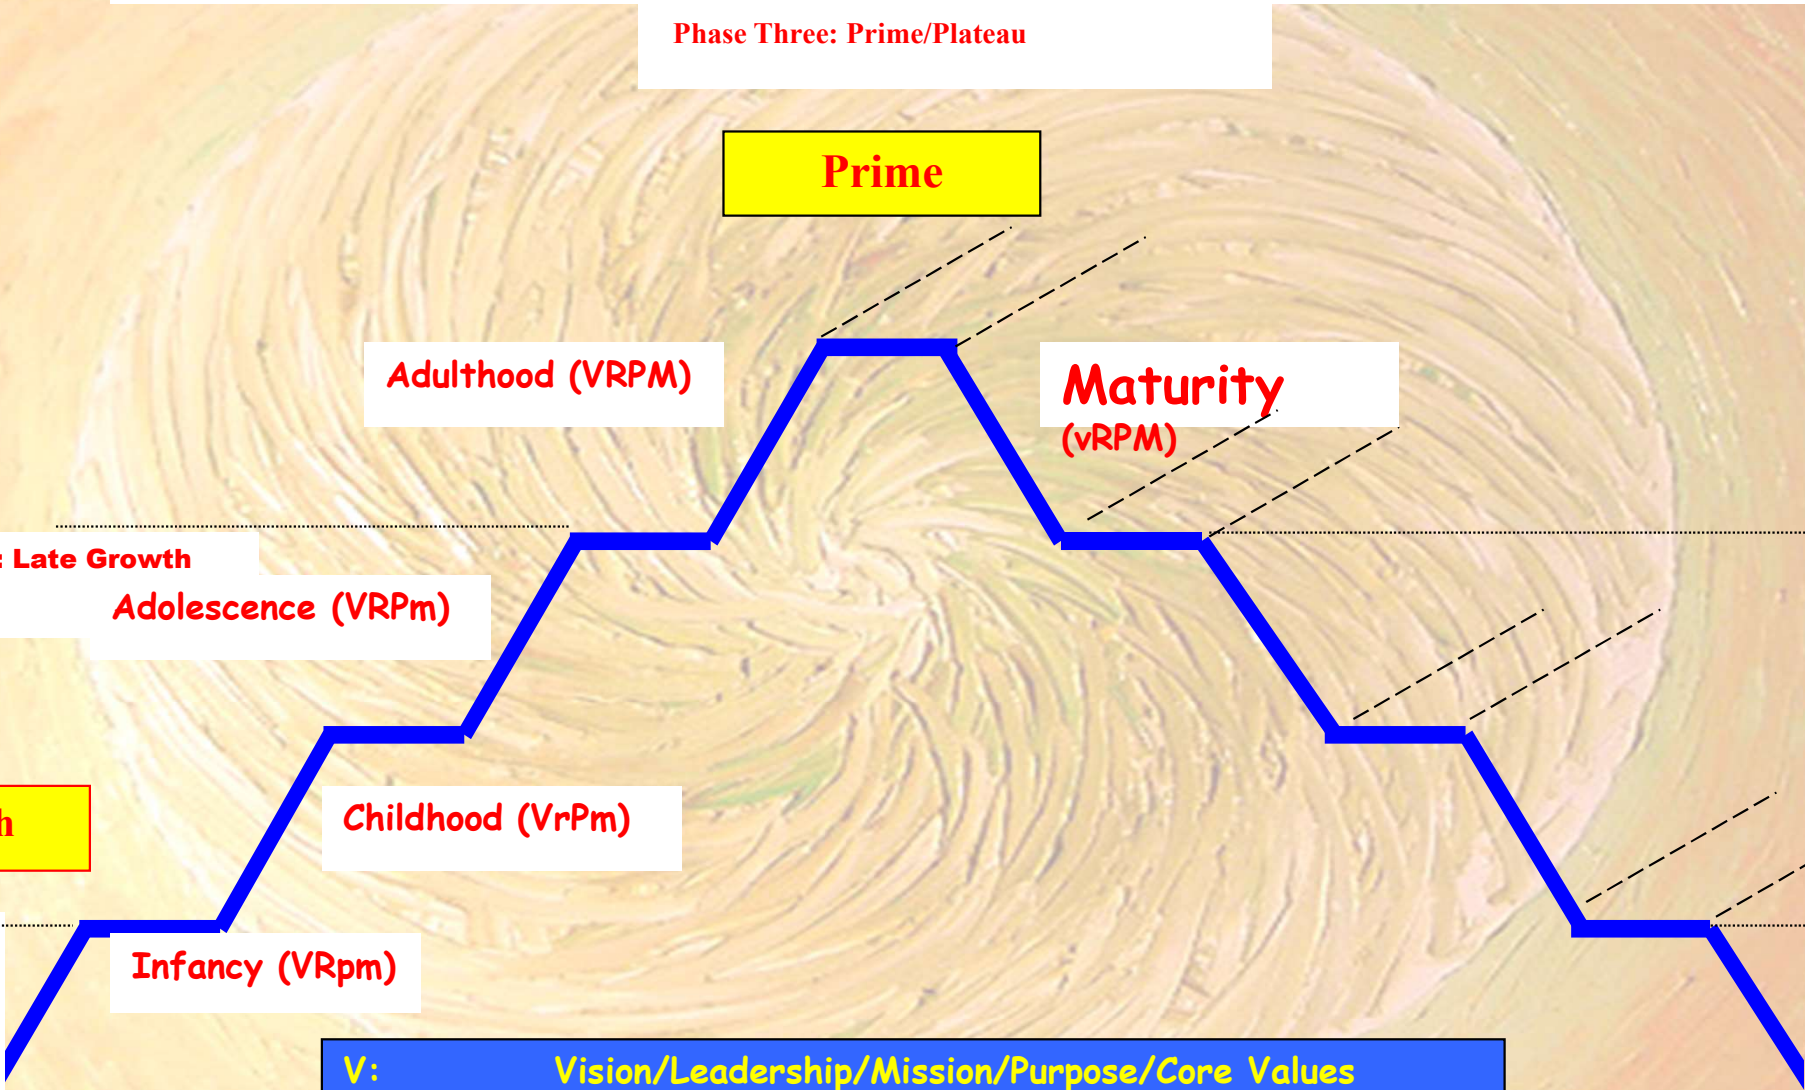 Phase Three: Prime/Plateau
Prime
Adulthood (VRPM)
Maturity
(vRPM)
: Late Growth
Adolescence (VRPm)
h
Childhood (VrPm)
Infancy (VRpm)
V: Vision/Leadership/Mission/Purpose/Core Values